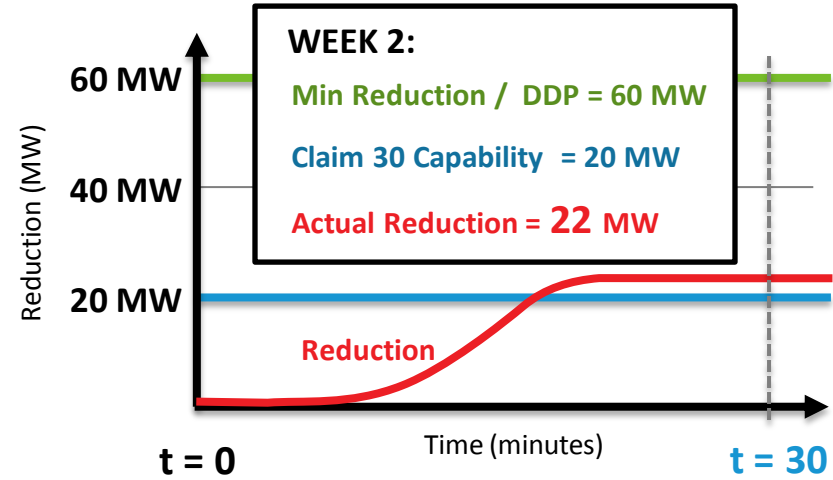 WEEK 2:
Min Reduction / DDP = 60 MW
Claim 30 Capability = 20 MW
Actual Reduction = 22 MW
60 MW
40 MW
20 MW
Reduction (MW)
Reduction
Time (minutes)
t = 0
t = 30